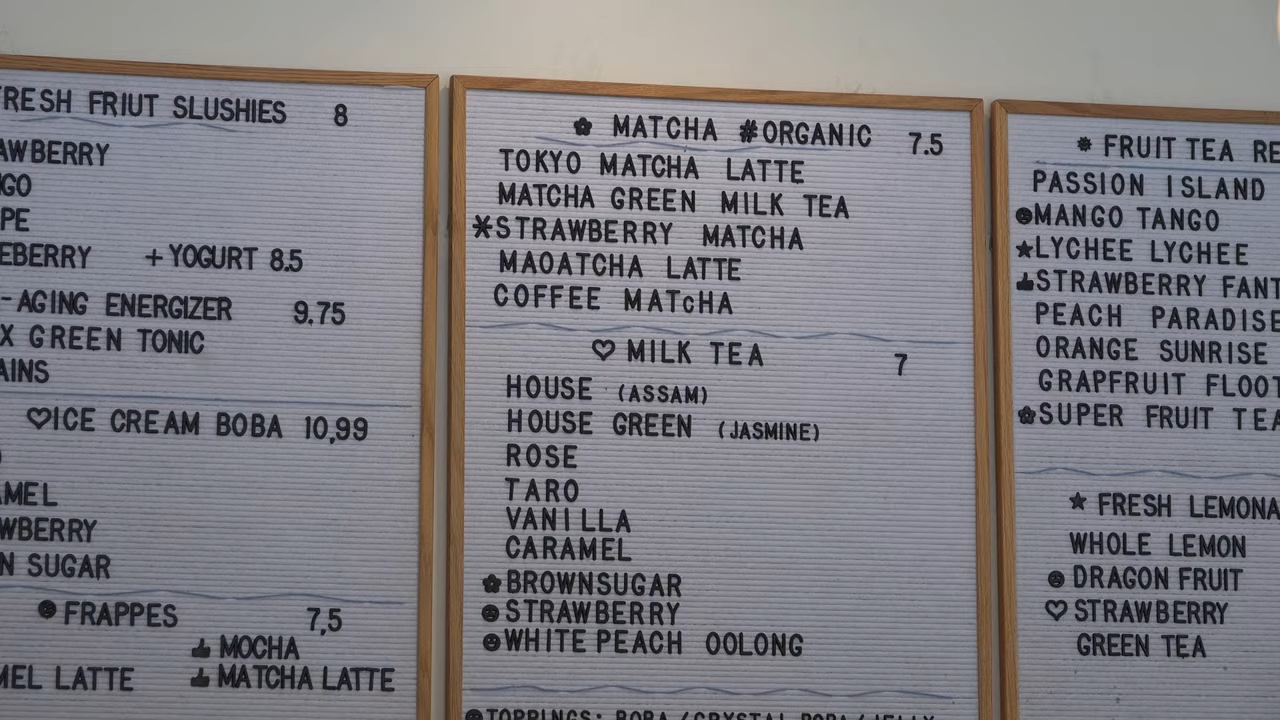 FRESH FRIUT SLUSHIES 8
AWBERRY
GO
PE
EBERRY +YOGURT 8.5
-AGING ENERGIZER 9.75
X GREEN TONIC
AINS
♡ICE CREAM BOBA 10,99
AMEL
WBERRY
N SUGAR
FRAPPES 7,5
MOCHA
MEL LATTE MATCHA LATTE
MATCHA #ORGANIC 7.5
TOKYO MATCHA LATTE
MATCHA GREEN MILK TEA
*STRAWBERRY MATCHA
MAOATCHA LATTE
COFFEE MATcHA
♡ MILK TEA 7
HOUSE (ASSAM)
HOUSE GREEN (JASMINE)
ROSE
TARO
VANILLA
CARAMEL
BROWNSUGAR
STRAWBERRY
WHITE PEACH OOLONG
TOPPINGS: BOBA/CRYSTAL BOBA/JELLY
FRUIT TEA RE
PASSION ISLAND
MANGO TANGO
★LYCHEE LYCHEE
STRAWBERRY FANT
PEACH PARADISE
ORANGE SUNRISE
GRAPFRUIT FLOOT
SUPER FRUIT TEA
★ FRESH LEMONA
WHOLE LEMON
DRAGON FRUIT
♡ STRAWBERRY
GREEN TEA